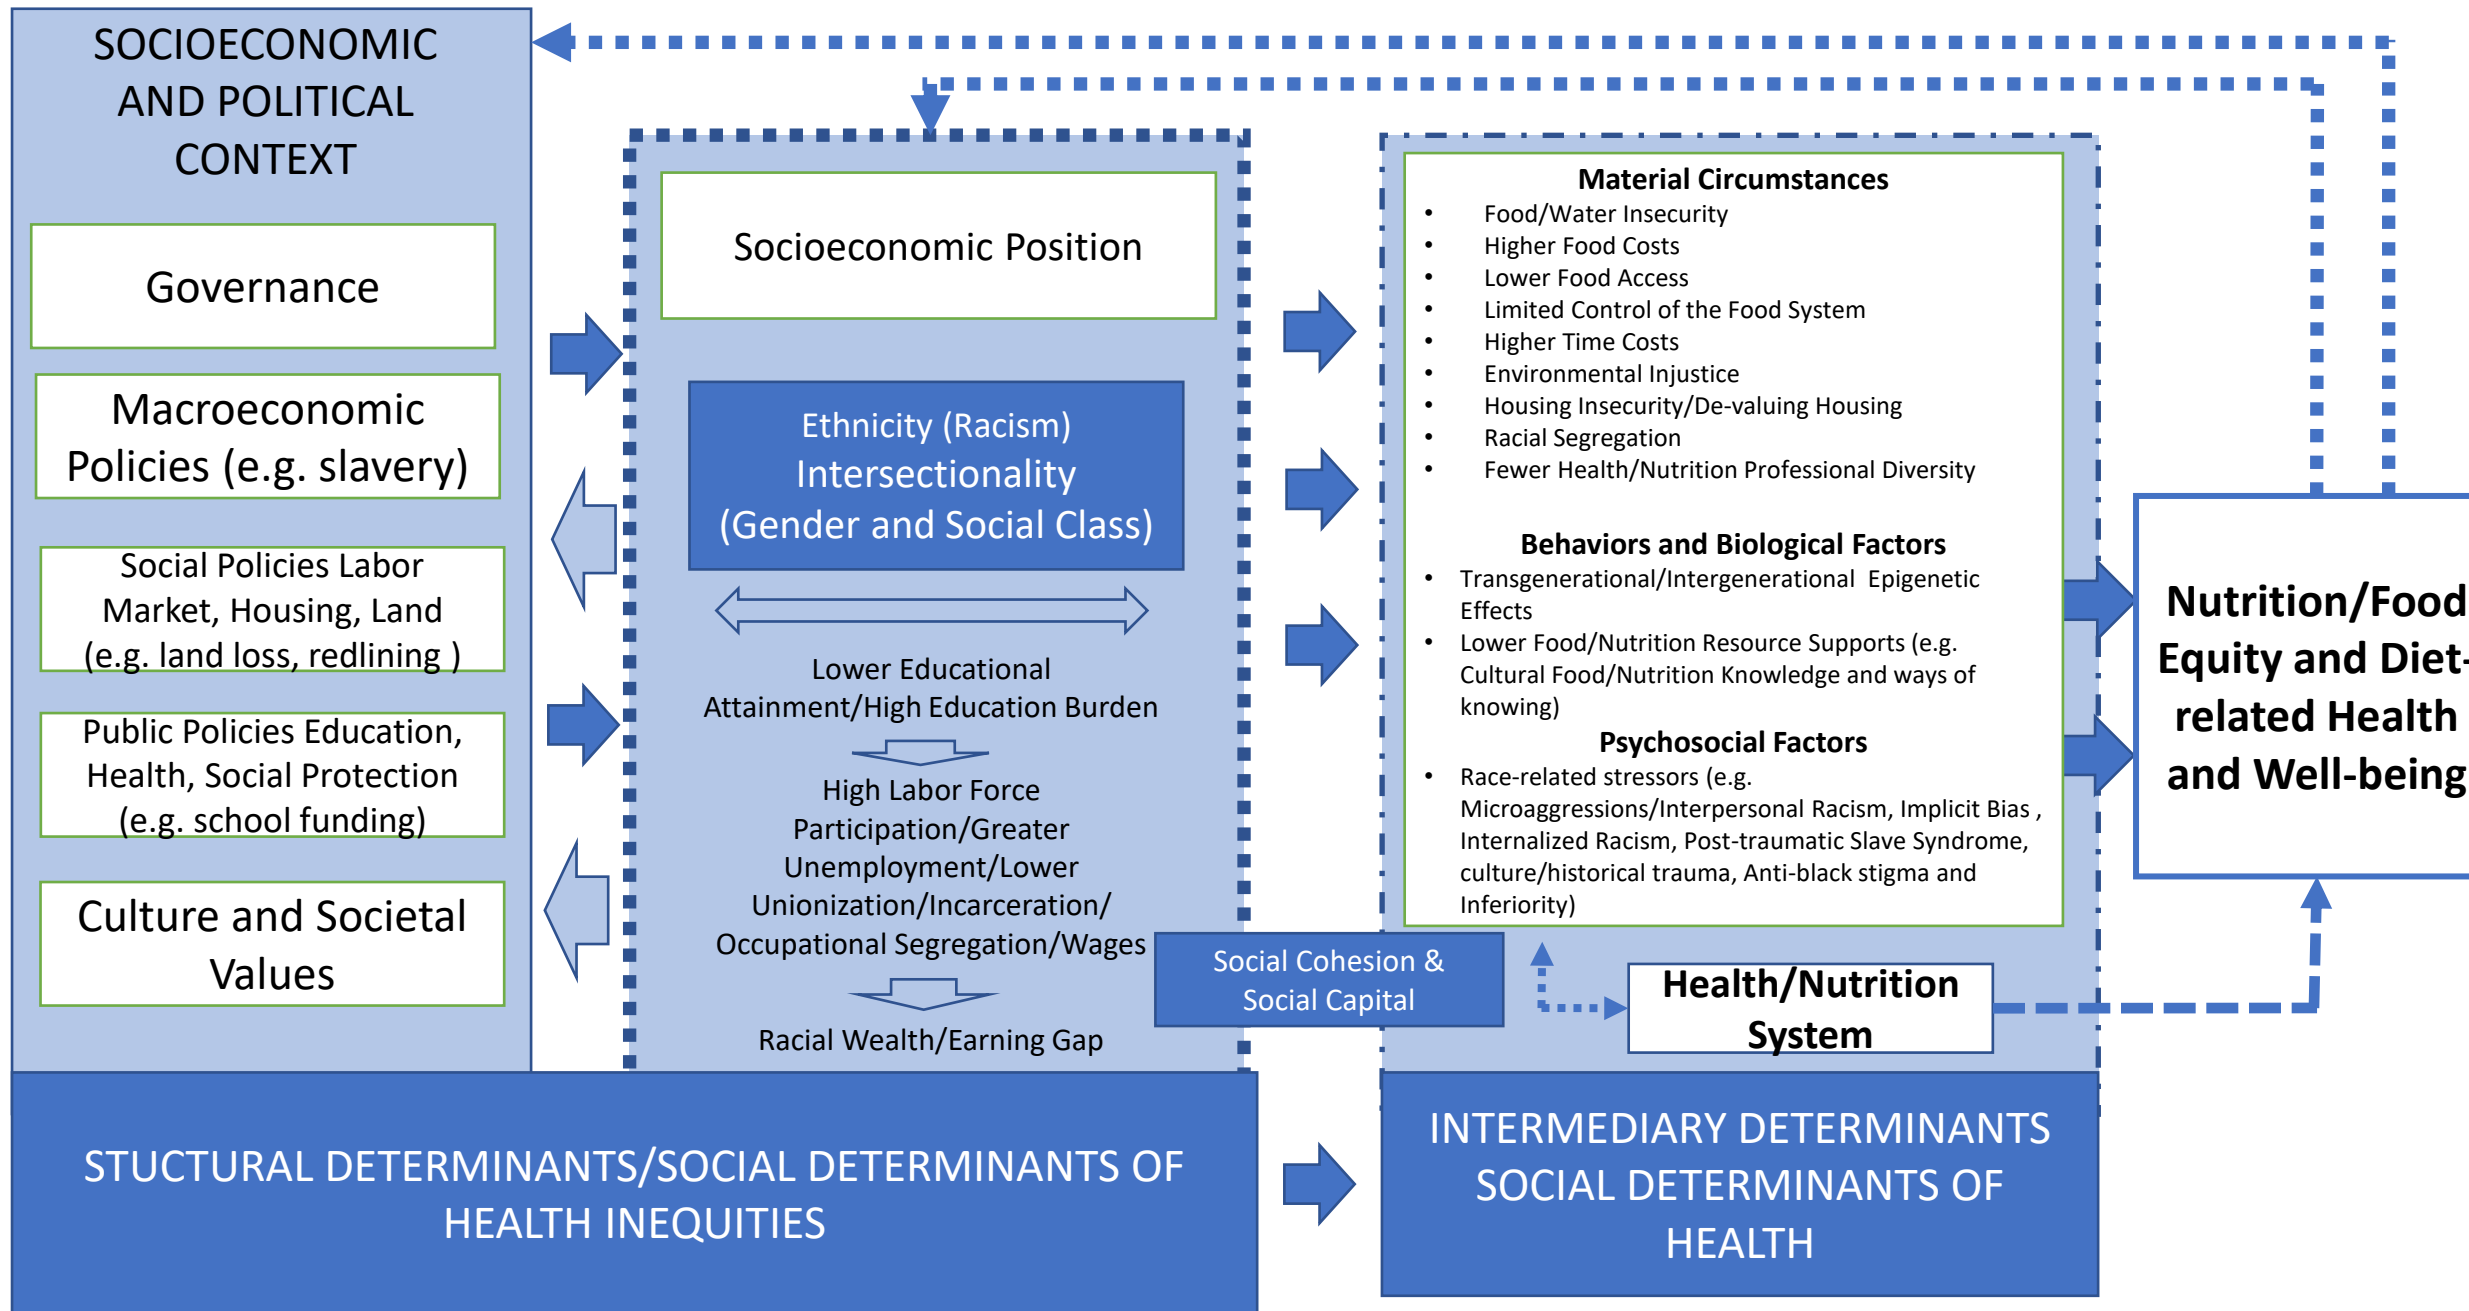 SOCIOECONOMIC
AND POLITICAL
CONTEXT
Governance
Macroeconomic
Policies (e.g. slavery)
Social Policies Labor
Market, Housing, Land
(e.g. land loss, redlining )
Public Policies Education,
Health, Social Protection
(e.g. school funding)
Culture and Societal
Values
Socioeconomic Position
Ethnicity (Racism)
Intersectionality
(Gender and Social Class)
Lower Educational
Attainment/High Education Burden
High Labor Force
Participation/Greater
Unemployment/Lower
Unionization/Incarceration/
Occupational Segregation/Wages
Racial Wealth/Earning Gap
Social Cohesion &
Social Capital
Material Circumstances
• Food/Water Insecurity
• Higher Food Costs
• Lower Food Access
• Limited Control of the Food System
• Higher Time Costs
• Environmental Injustice
• Housing Insecurity/De-valuing Housing
• Racial Segregation
• Fewer Health/Nutrition Professional Diversity
Behaviors and Biological Factors
• Transgenerational/Intergenerational Epigenetic
Effects
• Lower Food/Nutrition Resource Supports (e.g.
Cultural Food/Nutrition Knowledge and ways of
knowing)
Psychosocial Factors
• Race-related stressors (e.g.
Microaggressions/Interpersonal Racism, Implicit Bias ,
Internalized Racism, Post-traumatic Slave Syndrome,
culture/historical trauma, Anti-black stigma and
Inferiority)
Health/Nutrition
System
Nutrition/Food
Equity and Diet-
related Health
and Well-being
STUCTURAL DETERMINANTS/SOCIAL DETERMINANTS OF
HEALTH INEQUITIES
INTERMEDIARY DETERMINANTS
SOCIAL DETERMINANTS OF
HEALTH